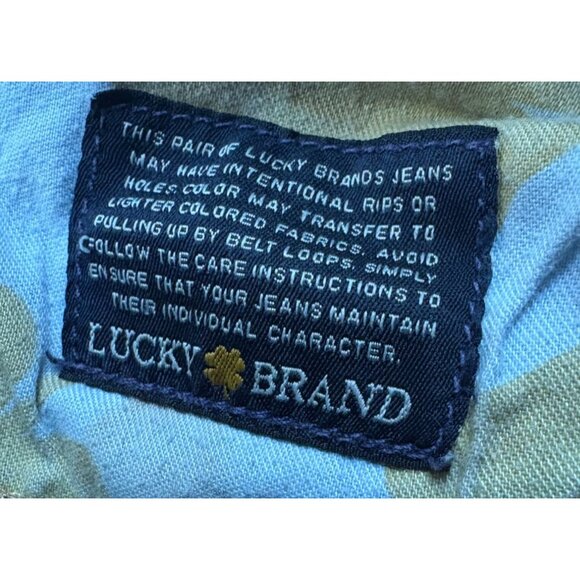 THIS PAIR OF LUCKY BRANDS JEANS
MAY HAVE INTENTIONAL RIPS OR
HOLES. COLOR MAY TRANSFER TO
LIGHTER COLORED FABRICS. AVOID
PULLING UP BY BELT LOOPS. SIMPLY
FOLLOW THE CARE INSTRUCTIONS TO
ENSURE THAT YOUR JEANS MAINTAIN
THEIR INDIVIDUAL CHARACTER.
LUCKY BRAND